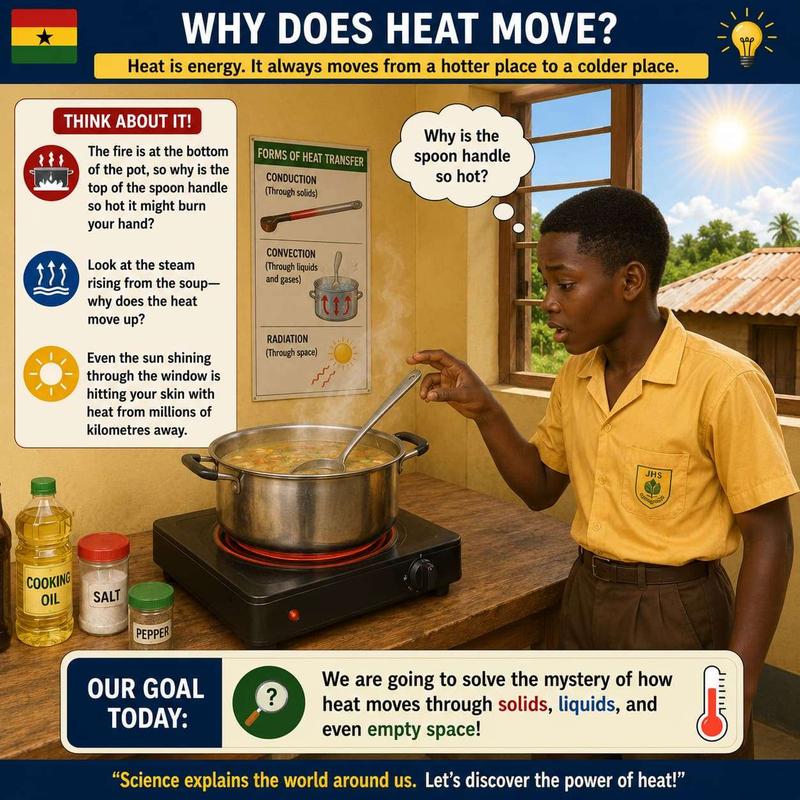 WHY DOES HEAT MOVE?
Heat is energy. It always moves from a hotter place to a colder place.
THINK ABOUT IT!
The fire is at the bottom
of the pot, so why is the
top of the spoon handle
so hot it might burn
your hand?
Look at the steam
rising from the soup—
why does the heat
move up?
Even the sun shining
through the window is
hitting your skin with
heat from millions of
kilometres away.
FORMS OF HEAT TRANSFER
CONDUCTION
(Through solids)
CONVECTION
(Through liquids
and gases)
RADIATION
(Through space)
Why is the
spoon handle
so hot?
JHS
COOKING
OIL
SALT
PEPPER
OUR GOAL
TODAY:
?
We are going to solve the mystery of how
heat moves through solids, liquids, and
even empty space!
“Science explains the world around us. Let’s discover the power of heat!”